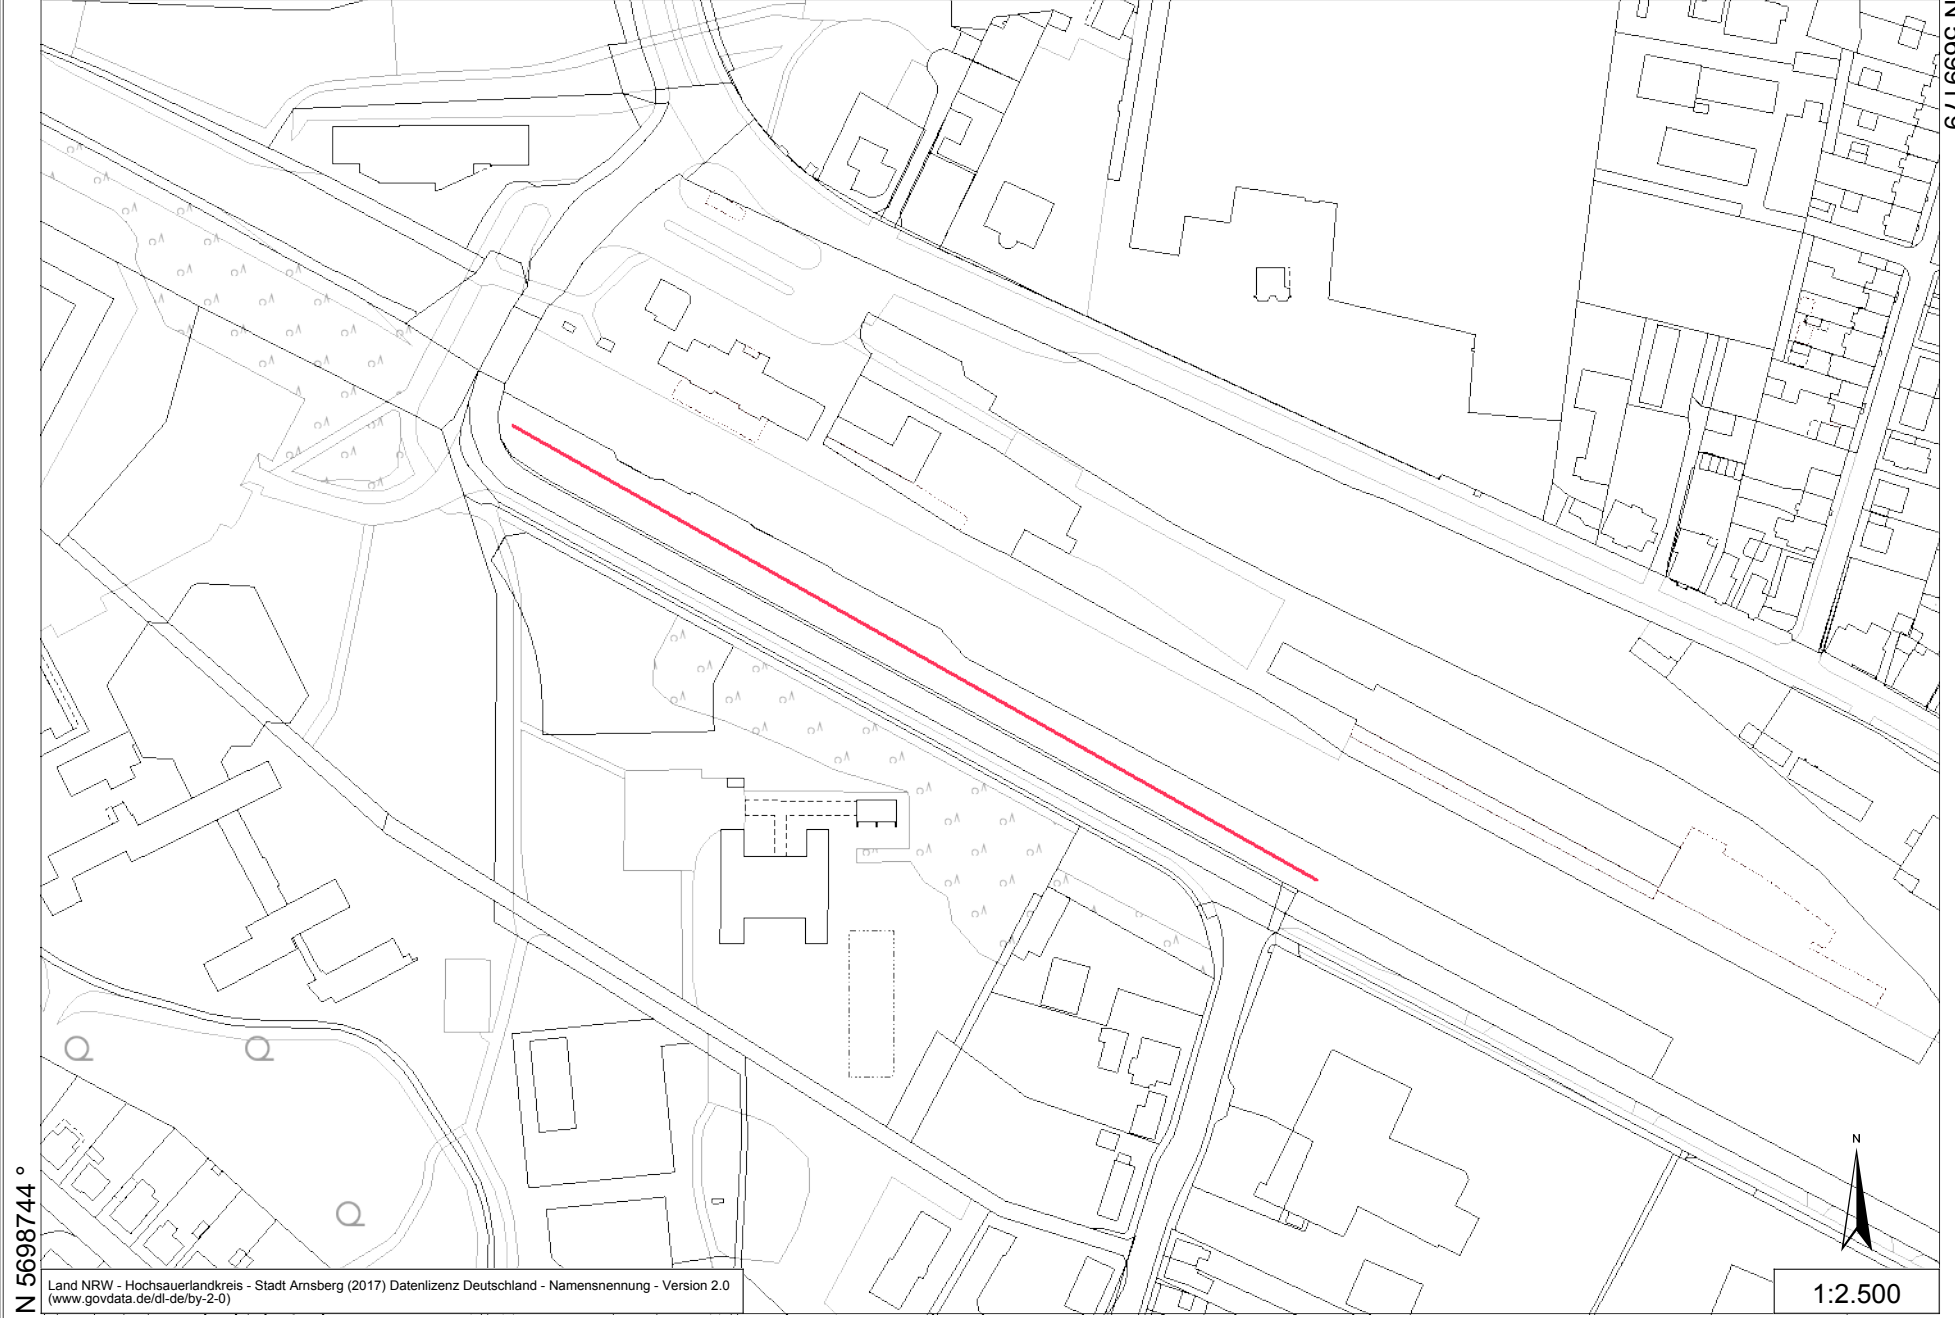 N 5699179
N
N 5698744 °
Land NRW - Hochsauerlandkreis - Stadt Arnsberg (2017) Datenlizenz Deutschland - Namensnennung - Version 2.0
(www.govdata.de/dl-de/by-2-0)
1:2.500